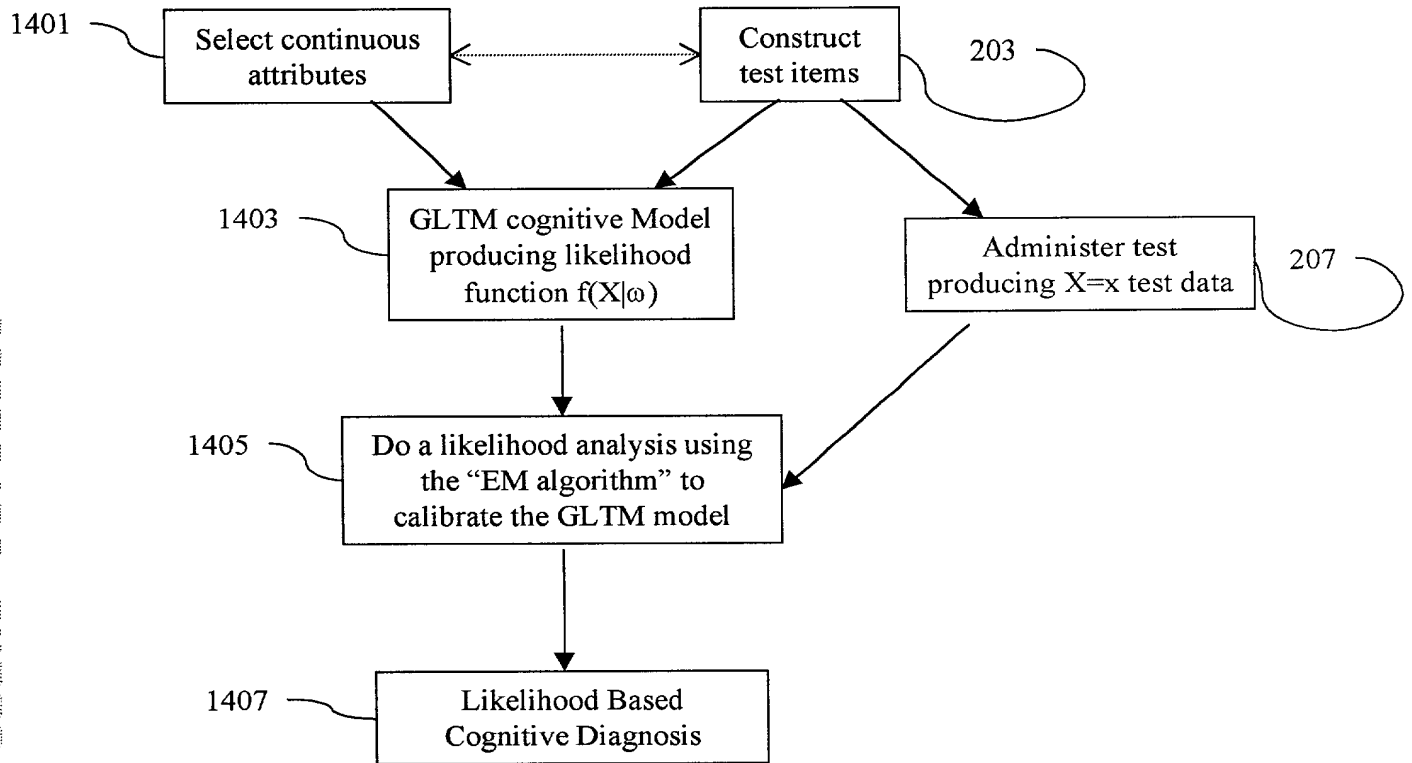 1401
Select continuous
attributes
Construct
test items
203
1403
GLTM cognitive Model
producing likelihood
function f(X|ω)
Administer test
producing X=x test data
207
1405
Do a likelihood analysis using
the “EM algorithm” to
calibrate the GLTM model
1407
Likelihood Based
Cognitive Diagnosis